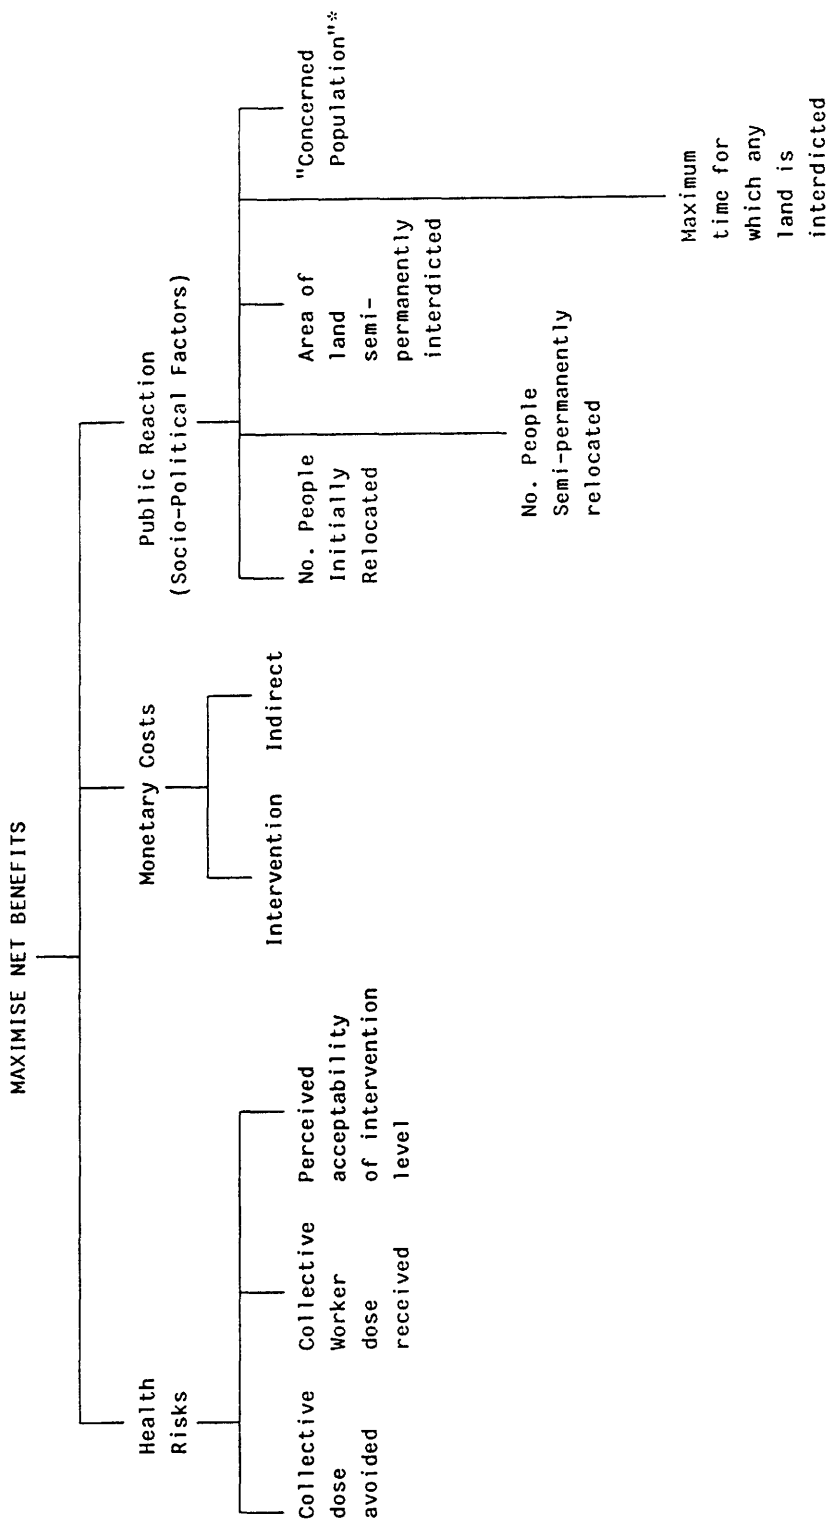 MAXIMISE NET BENEFITS
Health
Risks
Monetary Costs
Public Reaction
(Socio-Political Factors)
Collective
dose
avoided
Collective
Worker
dose
received
Perceived
acceptability
of intervention
level
Intervention
Indirect
No. People
Initially
Relocated
No. People
Semi-permanently
relocated
Area of
land
semi-
permanently
interdicted
Maximum
time for
which any
land is
interdicted
"Concerned
Population"*